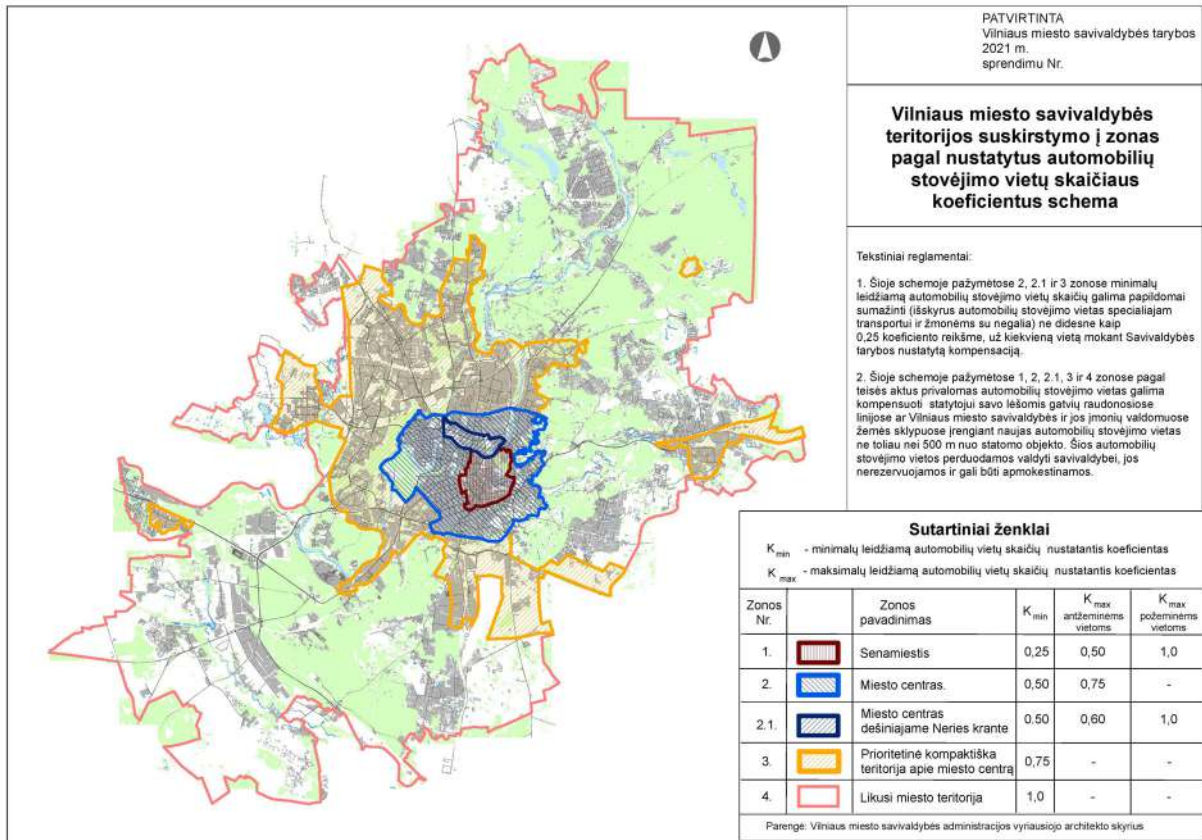 PATVIRTINTA
Vilniaus miesto savivaldybės tarybos
2021 m.
sprendimu Nr.
Vilniaus miesto savivaldybės
teritorijos suskirstymo į zonas
pagal nustatytus automobilių
stovėjimo vietų skaičiaus
koeficientus schema
Tekstiniai reglamentai:
1. Šioje schemoje pažymėtose 2, 2.1 ir 3 zonose minimalų
leidžiamą automobilių stovėjimo vietų skaičių galima papildomai
sumažinti (išskyrus automobilių stovėjimo vietas specialiajam
transportui ir žmonėms su negalia) ne didesne kaip
0,25 koeficiento reikšme, už kiekvieną vietą mokant Savivaldybės
tarybos nustatytą kompensaciją.
2. Šioje schemoje pažymėtose 1, 2, 2.1, 3 ir 4 zonose pagal
teisės aktus privalomas automobilių stovėjimo vietas galima
kompensuoti statytojui savo lėšomis gatvių raudonosiose
linijose ar Vilniaus miesto savivaldybės ir jos įmonių valdomuose
žemės sklypuose įrengiant naujas automobilių stovėjimo vietas
ne toliau nei 500 m nuo statomo objekto. Šios automobilių
stovėjimo vietos perduodamos valdyti savivaldybei, jos
nerezervuojamos ir gali būti apmokestinamos.
Sutartiniai ženklai
K min - minimalų leidžiamą automobilių vietų skaičių nustatantis koeficientas
K max - maksimalų leidžiamą automobilių vietų skaičių nustatantis koeficientas
Zonos Nr. Zonos pavadinimas K min K max antžeminėms vietoms K max požeminėms vietoms
1. Senamiestis 0,25 0,50 1,0
2. Miesto centras. 0,50 0,75 -
2.1. Miesto centras dešiniajame Neries krante 0.50 0,60 1,0
3. Prioritetinė kompaktiška teritorija apie miesto centrą 0,75 - -
4. Likusi miesto teritorija 1,0 - -
Parengė: Vilniaus miesto savivaldybės administracijos vyriausiojo architekto skyrius